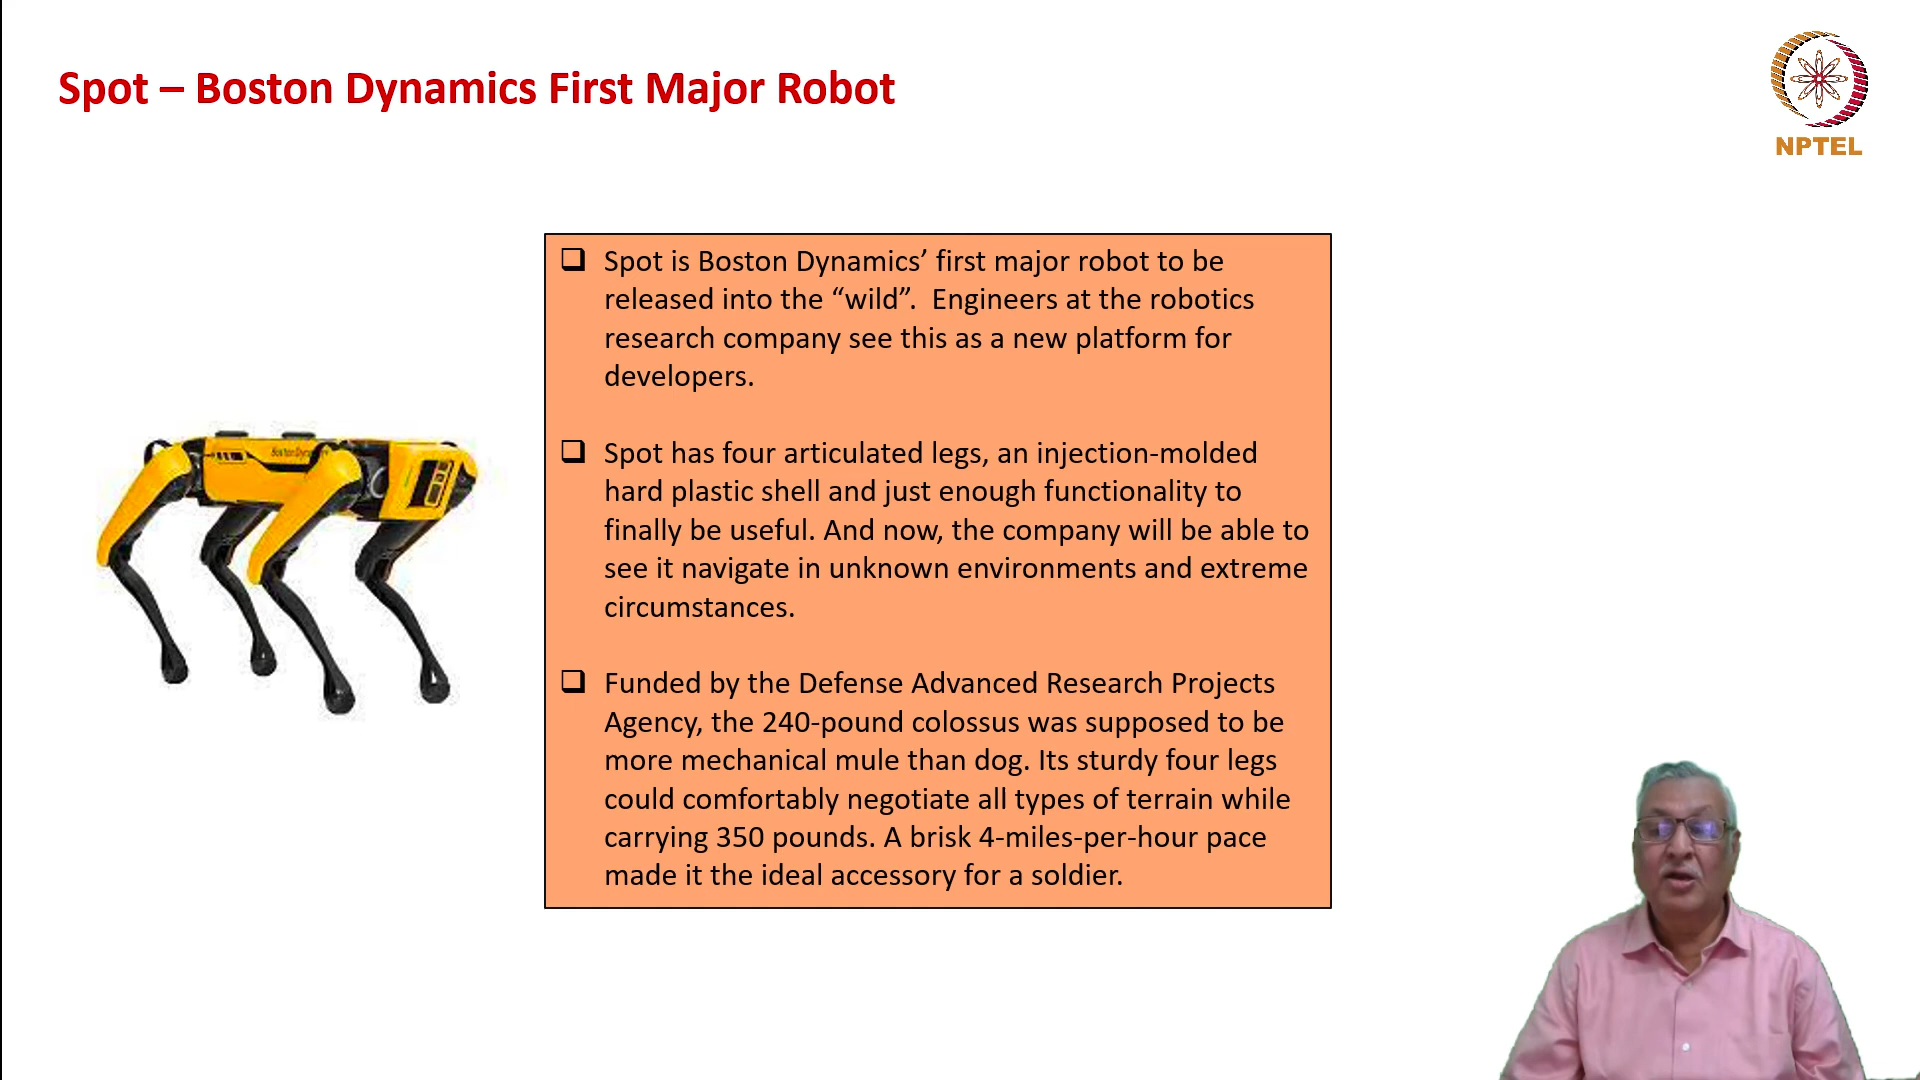 Spot – Boston Dynamics First Major Robot
NPTEL
❑ Spot is Boston Dynamics’ first major robot to be
released into the “wild”.  Engineers at the robotics
research company see this as a new platform for
developers.
❑ Spot has four articulated legs, an injection-molded
hard plastic shell and just enough functionality to
finally be useful. And now, the company will be able to
see it navigate in unknown environments and extreme
circumstances.
❑ Funded by the Defense Advanced Research Projects
Agency, the 240-pound colossus was supposed to be
more mechanical mule than dog. Its sturdy four legs
could comfortably negotiate all types of terrain while
carrying 350 pounds. A brisk 4-miles-per-hour pace
made it the ideal accessory for a soldier.